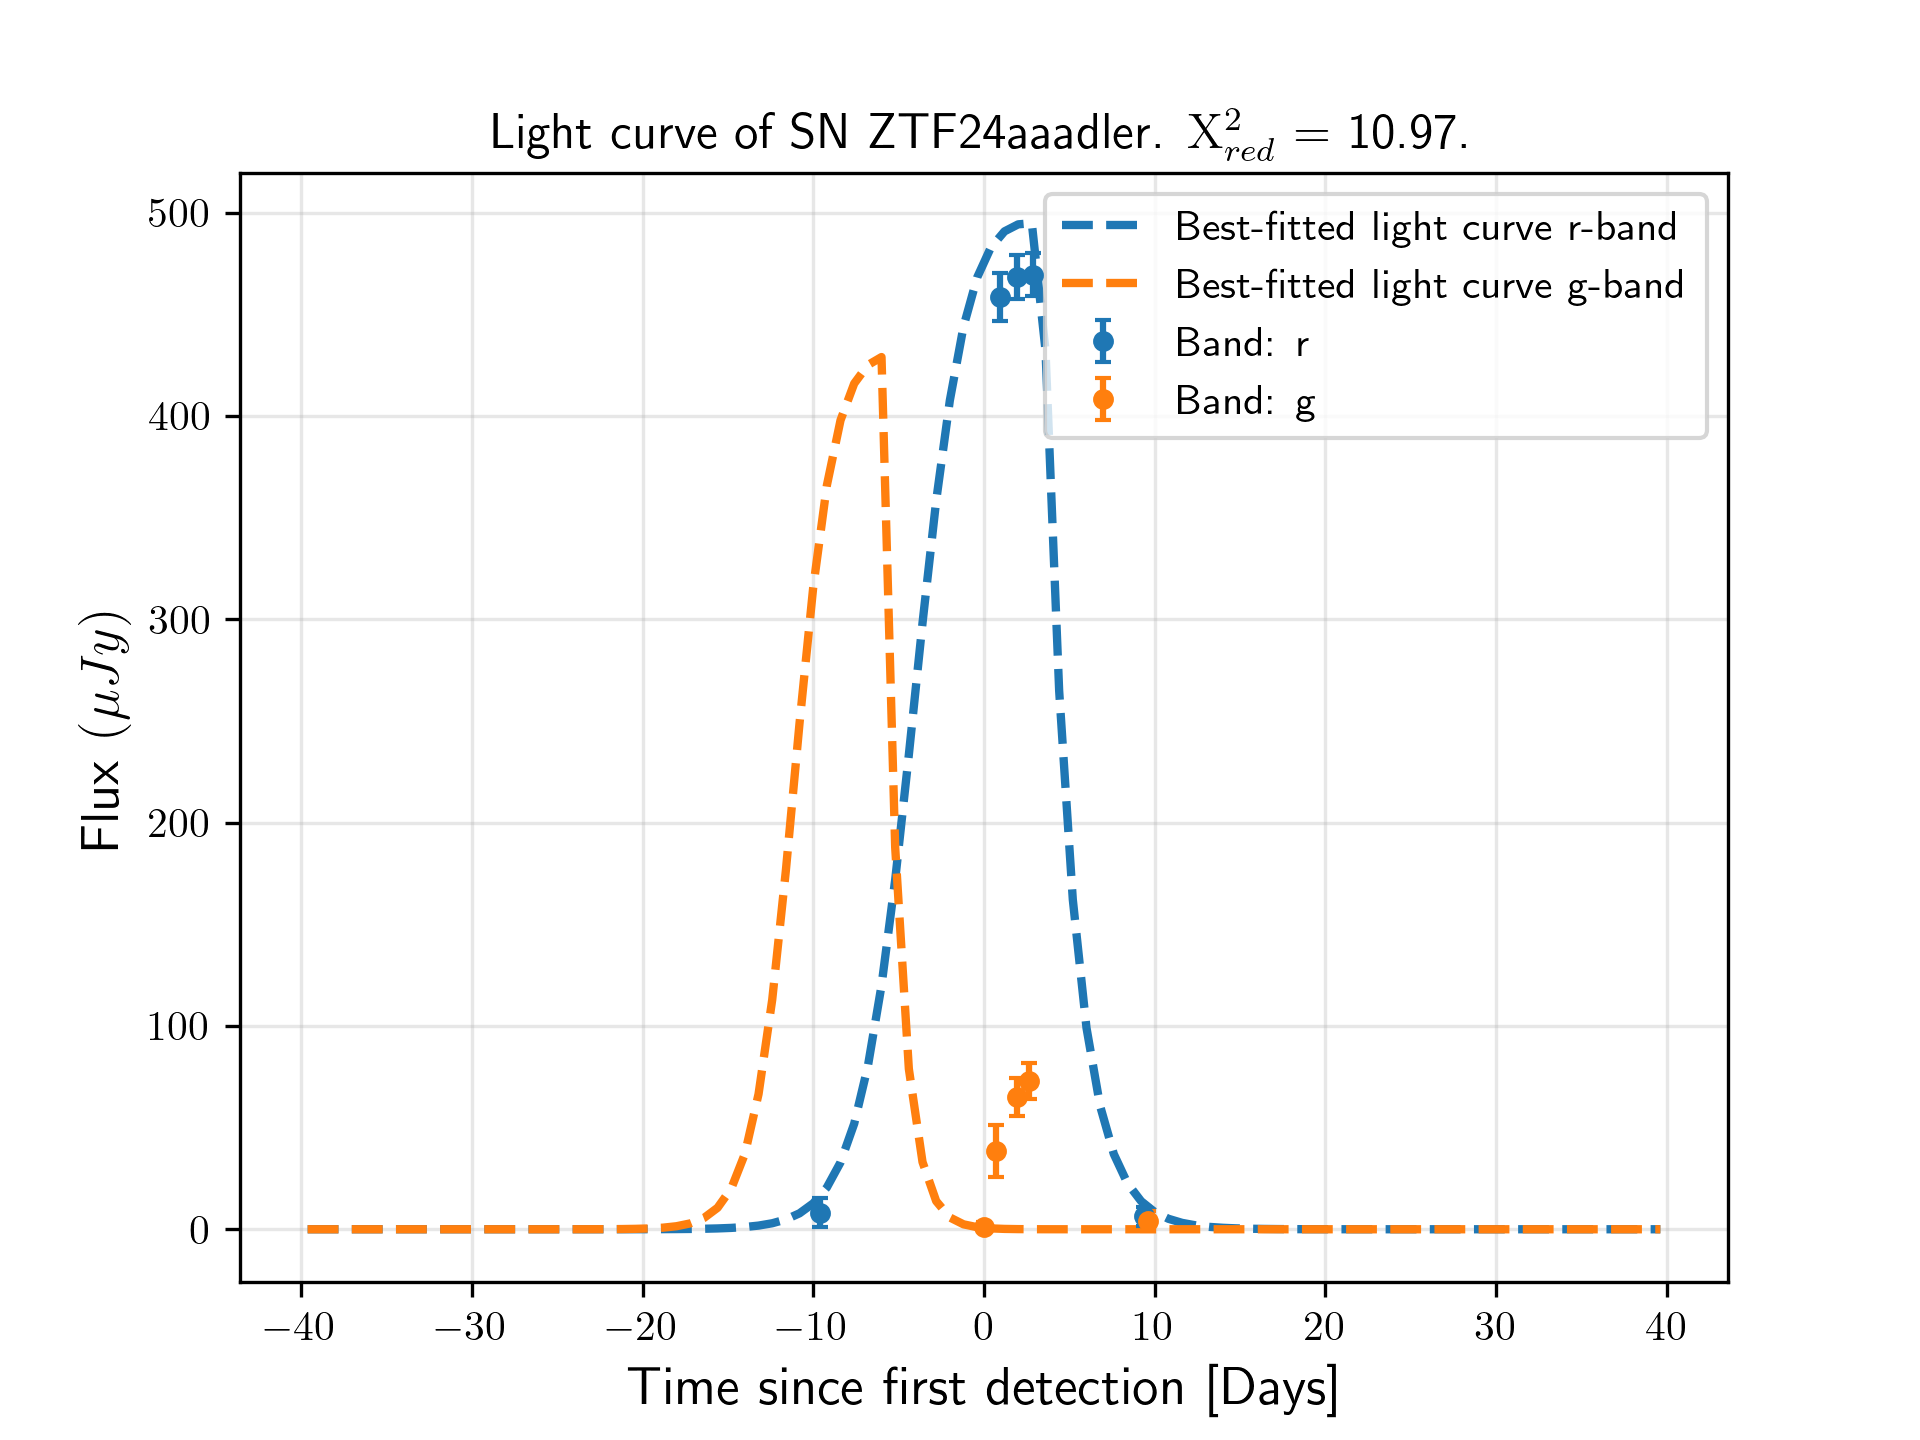 Light curve of SN ZTF24aaadler. X²_red = 10.97.
Best-fitted light curve r-band
Best-fitted light curve g-band
Band: r
Band: g
Flux (μJy)
500
400
300
200
100
0
−40 −30 −20 −10 0 10 20 30 40
Time since first detection [Days]